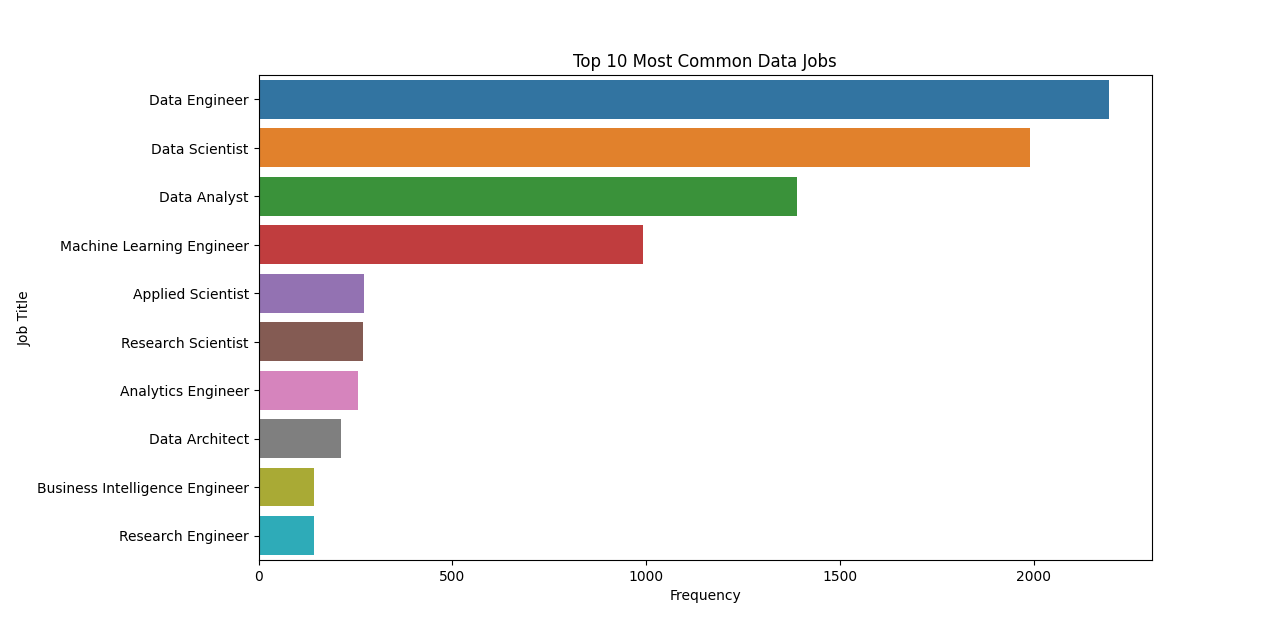 Top 10 Most Common Data Jobs
Job Title
Data Engineer
Data Scientist
Data Analyst
Machine Learning Engineer
Applied Scientist
Research Scientist
Analytics Engineer
Data Architect
Business Intelligence Engineer
Research Engineer
0 500 1000 1500 2000
Frequency